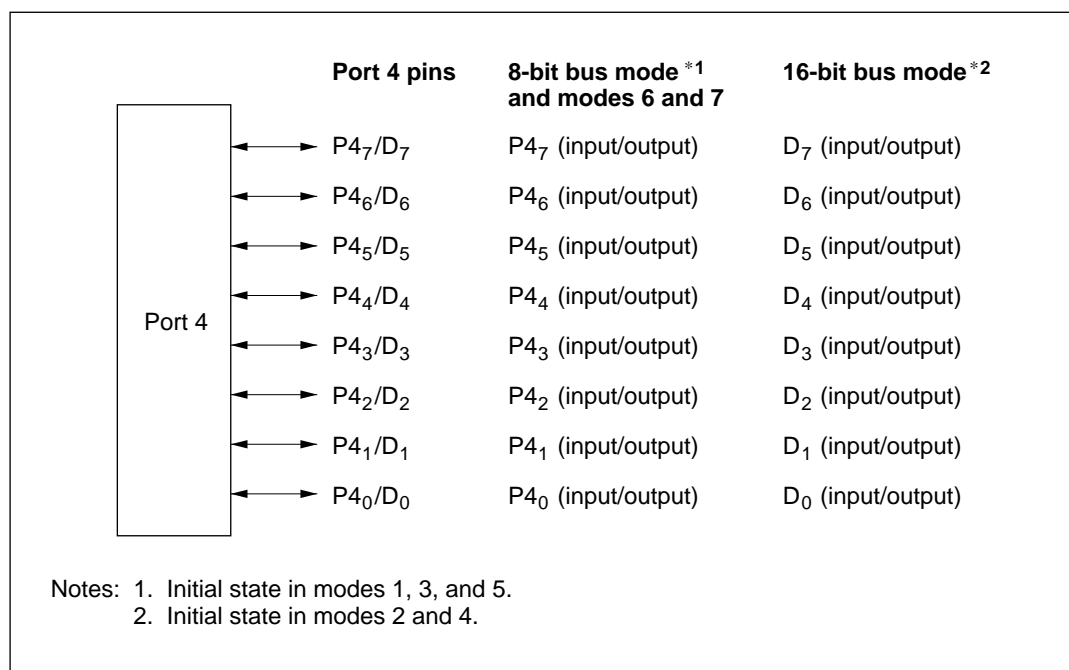 Port 4 pins 8-bit bus mode *1 16-bit bus mode *2
and modes 6 and 7
P4₇/D₇ P4₇ (input/output) D₇ (input/output)
P4₆/D₆ P4₆ (input/output) D₆ (input/output)
P4₅/D₅ P4₅ (input/output) D₅ (input/output)
P4₄/D₄ P4₄ (input/output) D₄ (input/output)
Port 4
P4₃/D₃ P4₃ (input/output) D₃ (input/output)
P4₂/D₂ P4₂ (input/output) D₂ (input/output)
P4₁/D₁ P4₁ (input/output) D₁ (input/output)
P4₀/D₀ P4₀ (input/output) D₀ (input/output)
Notes: 1. Initial state in modes 1, 3, and 5.
2. Initial state in modes 2 and 4.